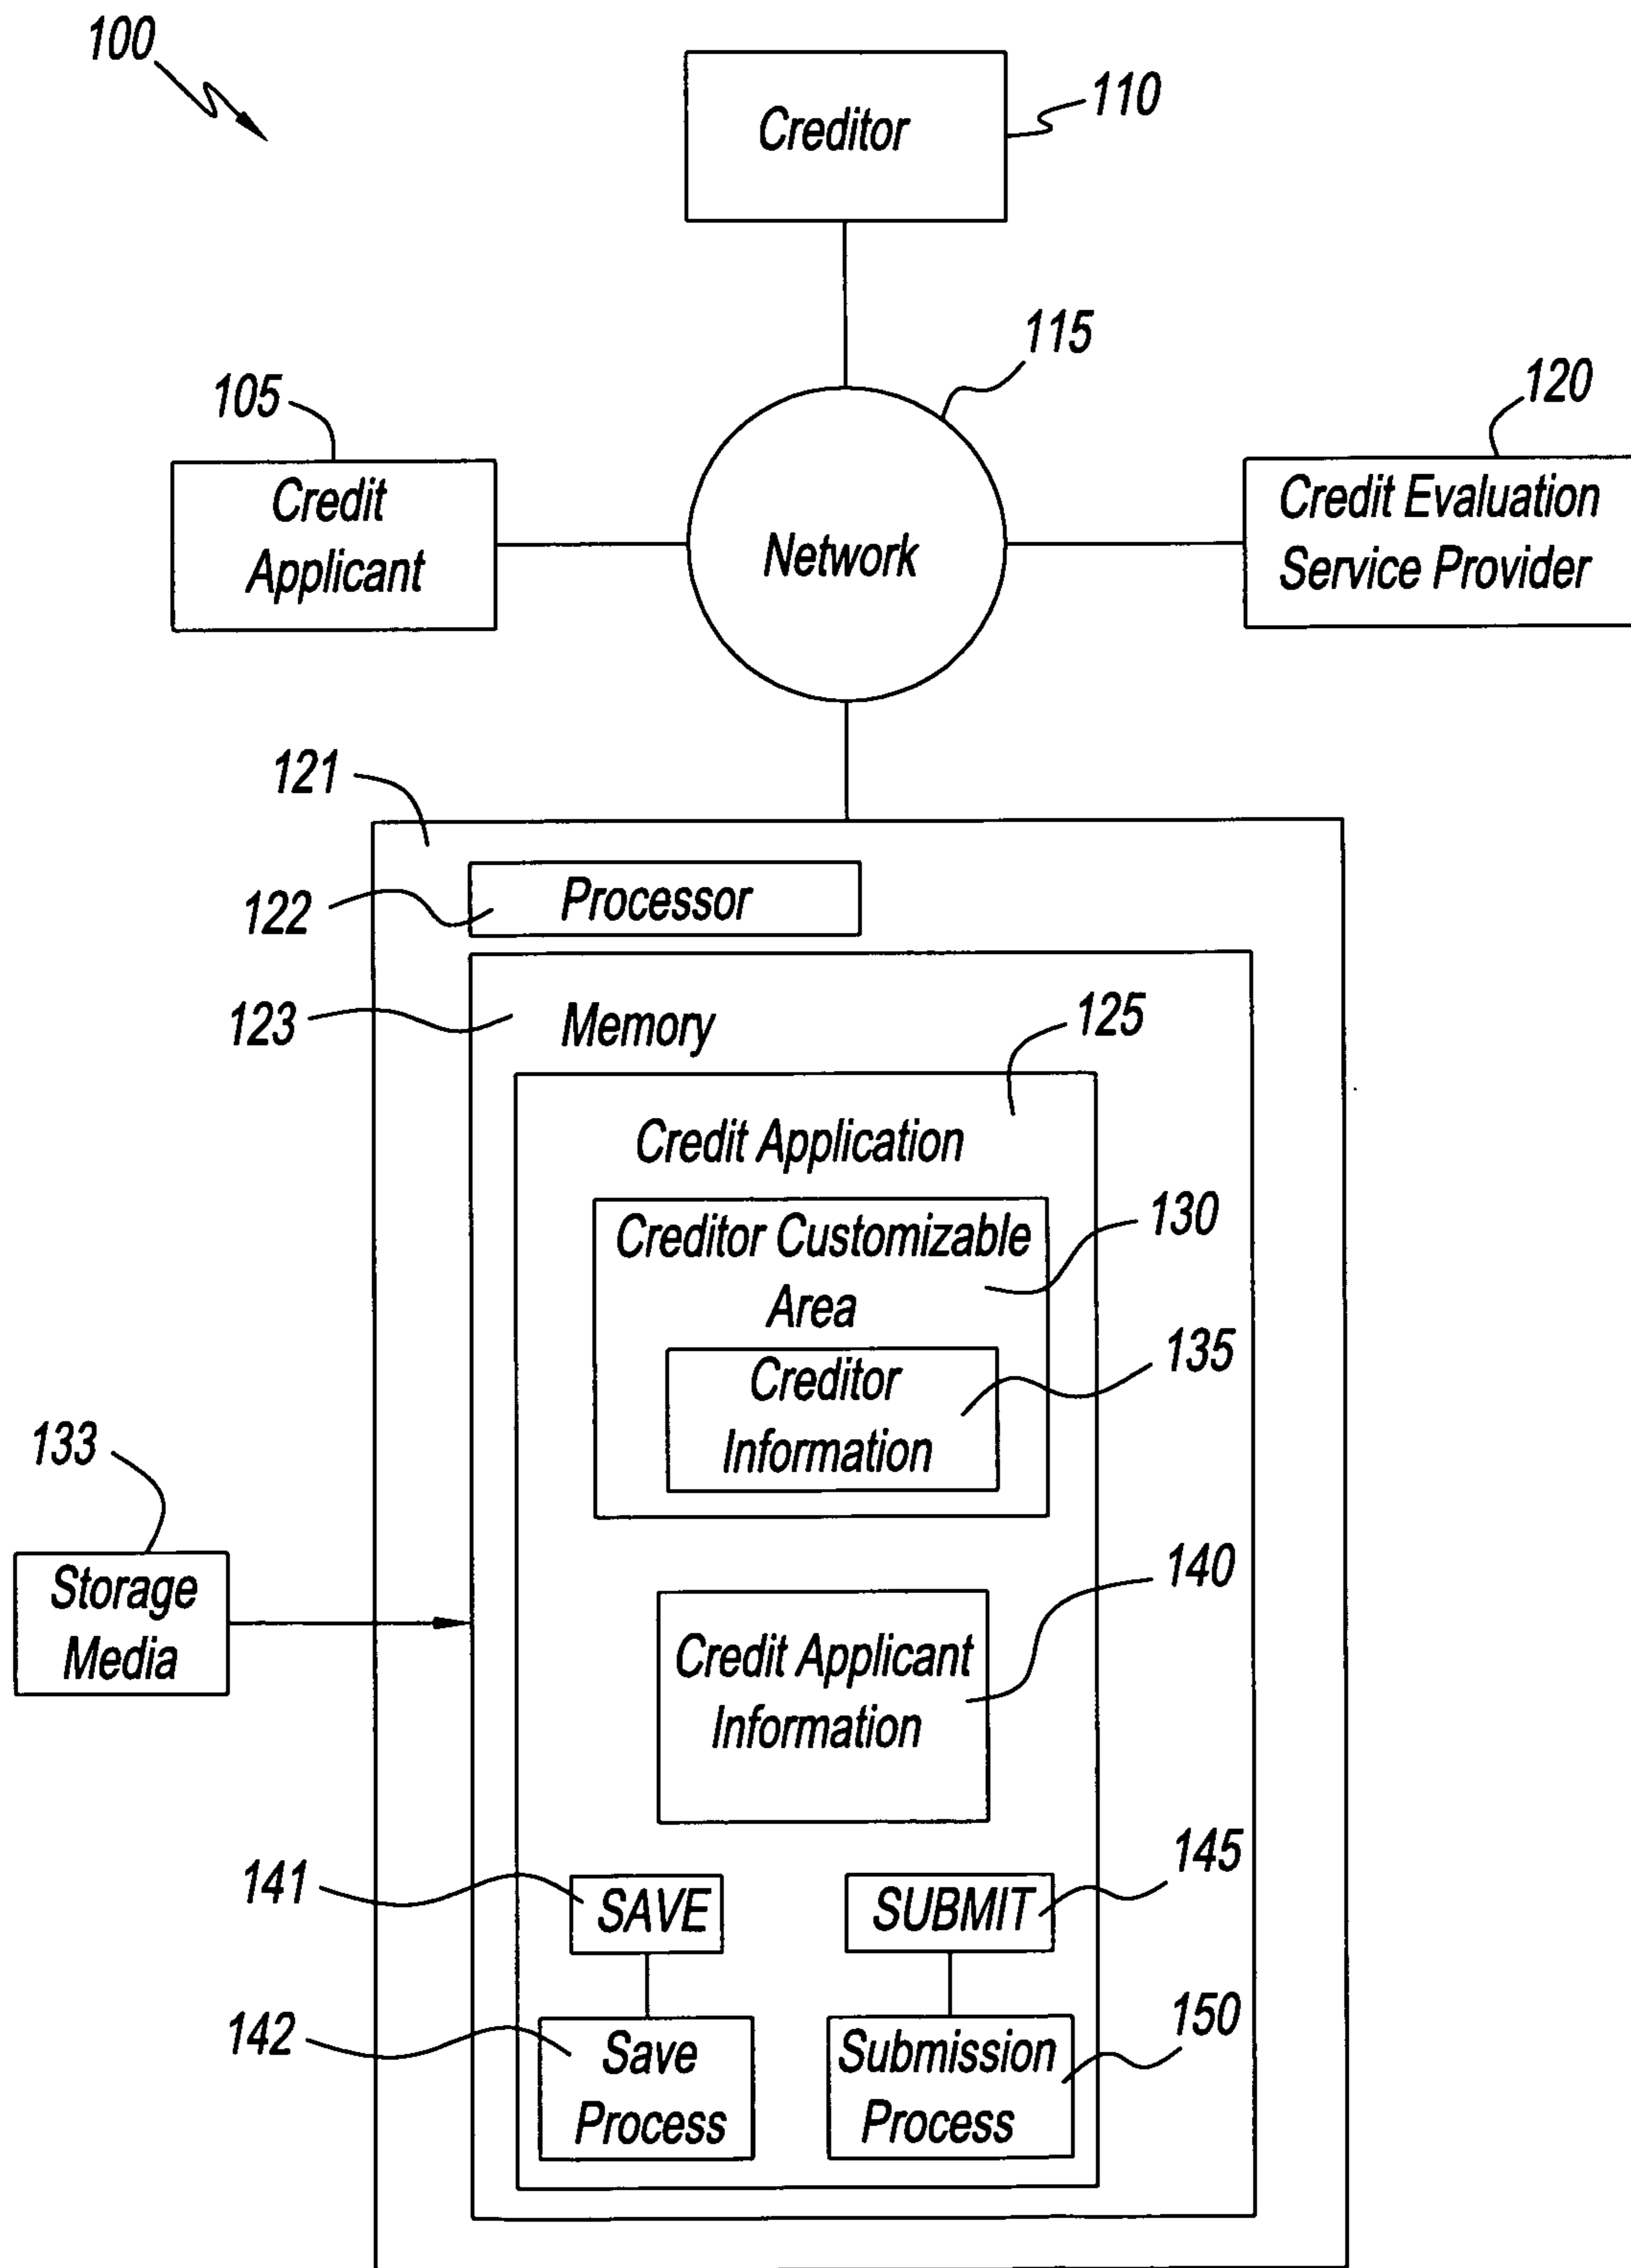 100
Creditor
110
115
105
120
Credit
Applicant
Network
Credit Evaluation
Service Provider
121
122
Processor
123
Memory
125
Credit Application
Creditor Customizable
Area
130
Creditor
Information
135
133
Storage
Media
140
Credit Applicant
Information
141
SAVE
SUBMIT
145
142
Save
Process
Submission
Process
150